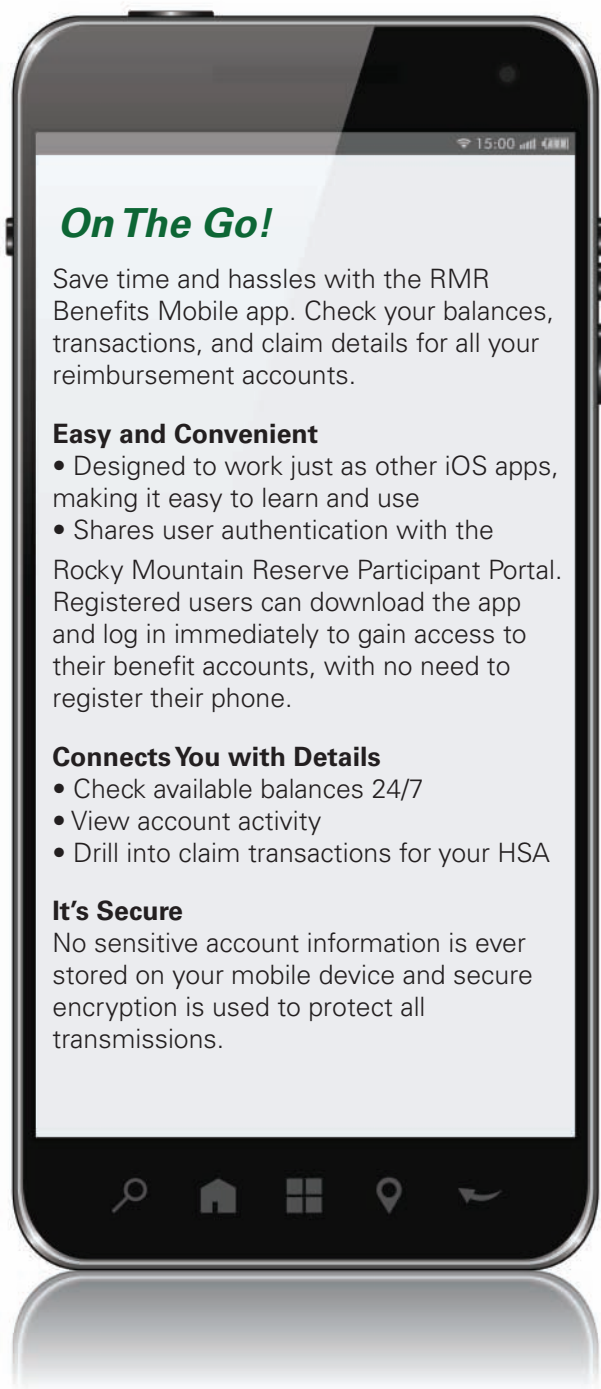 15:00
On The Go!
Save time and hassles with the RMR
Benefits Mobile app. Check your balances,
transactions, and claim details for all your
reimbursement accounts.
Easy and Convenient
• Designed to work just as other iOS apps,
making it easy to learn and use
• Shares user authentication with the
Rocky Mountain Reserve Participant Portal.
Registered users can download the app
and log in immediately to gain access to
their benefit accounts, with no need to
register their phone.
Connects You with Details
• Check available balances 24/7
• View account activity
• Drill into claim transactions for your HSA
It's Secure
No sensitive account information is ever
stored on your mobile device and secure
encryption is used to protect all
transmissions.